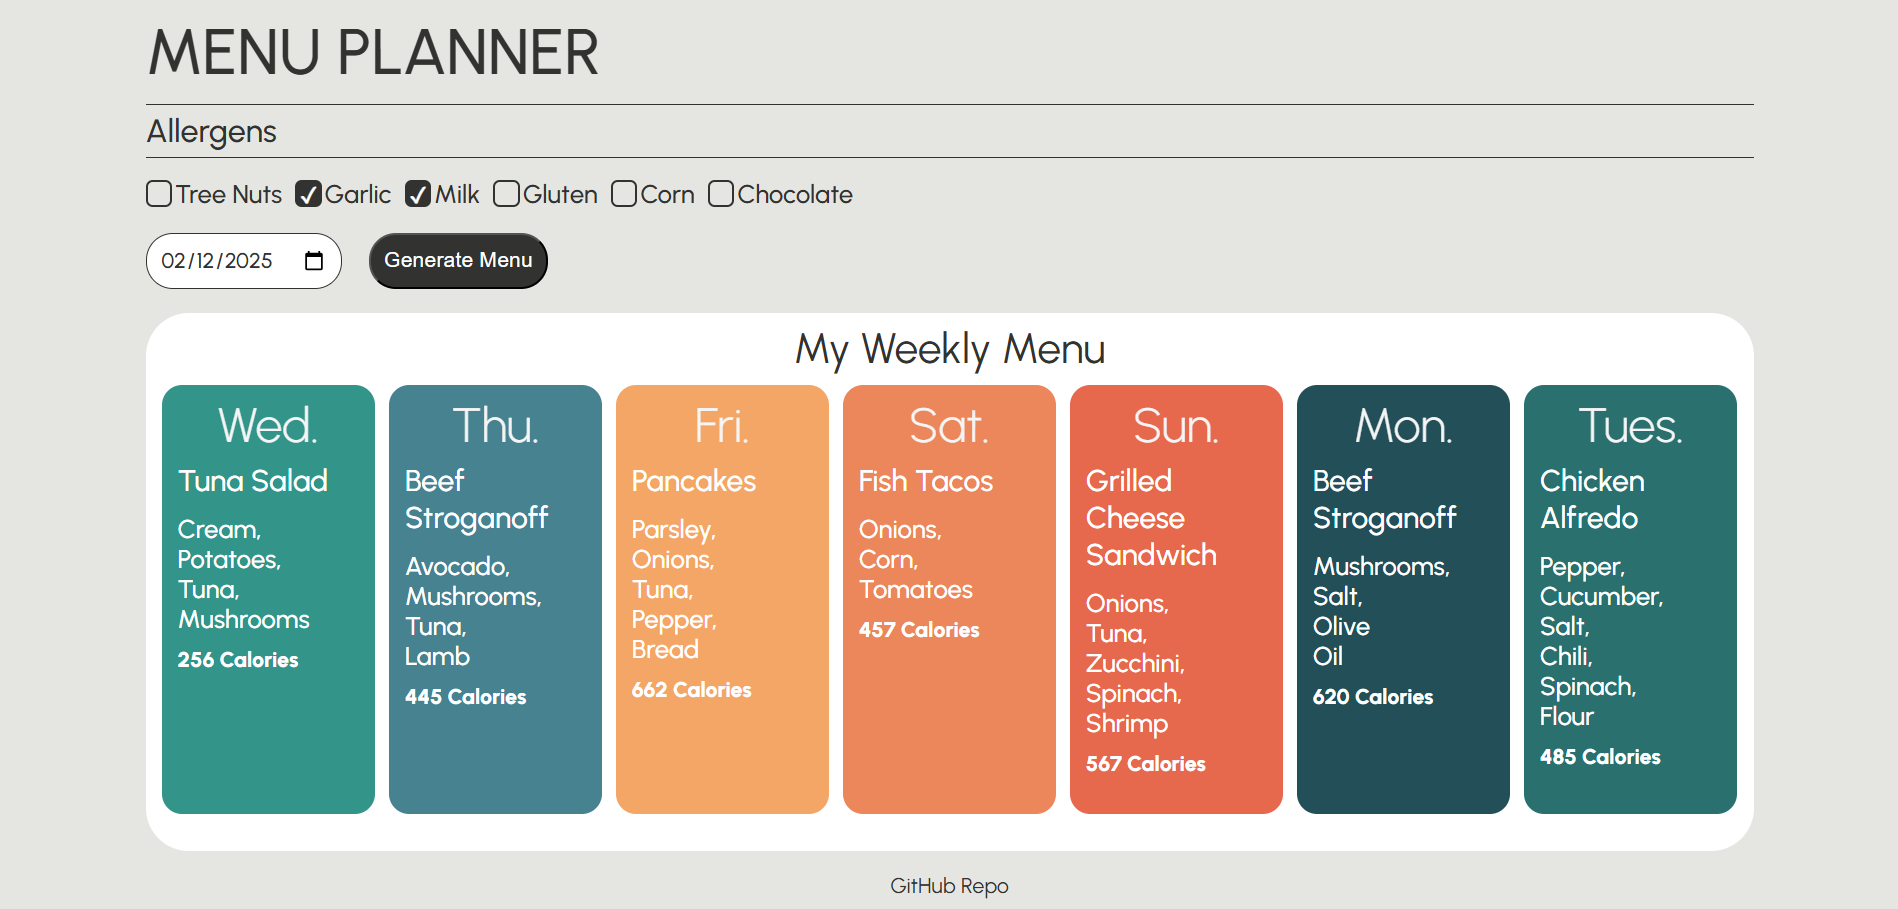 MENU PLANNER
Allergens
Tree Nuts Garlic Milk Gluten Corn Chocolate
02/12/2025 Generate Menu
My Weekly Menu
Wed.
Tuna Salad
Cream,
Potatoes,
Tuna,
Mushrooms
256 Calories
Thu.
Beef
Stroganoff
Avocado,
Mushrooms,
Tuna,
Lamb
445 Calories
Fri.
Pancakes
Parsley,
Onions,
Tuna,
Pepper,
Bread
662 Calories
Sat.
Fish Tacos
Onions,
Corn,
Tomatoes
457 Calories
Sun.
Grilled
Cheese
Sandwich
Onions,
Tuna,
Zucchini,
Spinach,
Shrimp
567 Calories
Mon.
Beef
Stroganoff
Mushrooms,
Salt,
Olive
Oil
620 Calories
Tues.
Chicken
Alfredo
Pepper,
Cucumber,
Salt,
Chili,
Spinach,
Flour
485 Calories
GitHub Repo